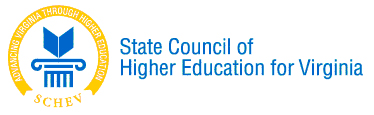 ADVANCING VIRGINIA THROUGH HIGHER EDUCATION
SCHEV
State Council of
Higher Education for Virginia